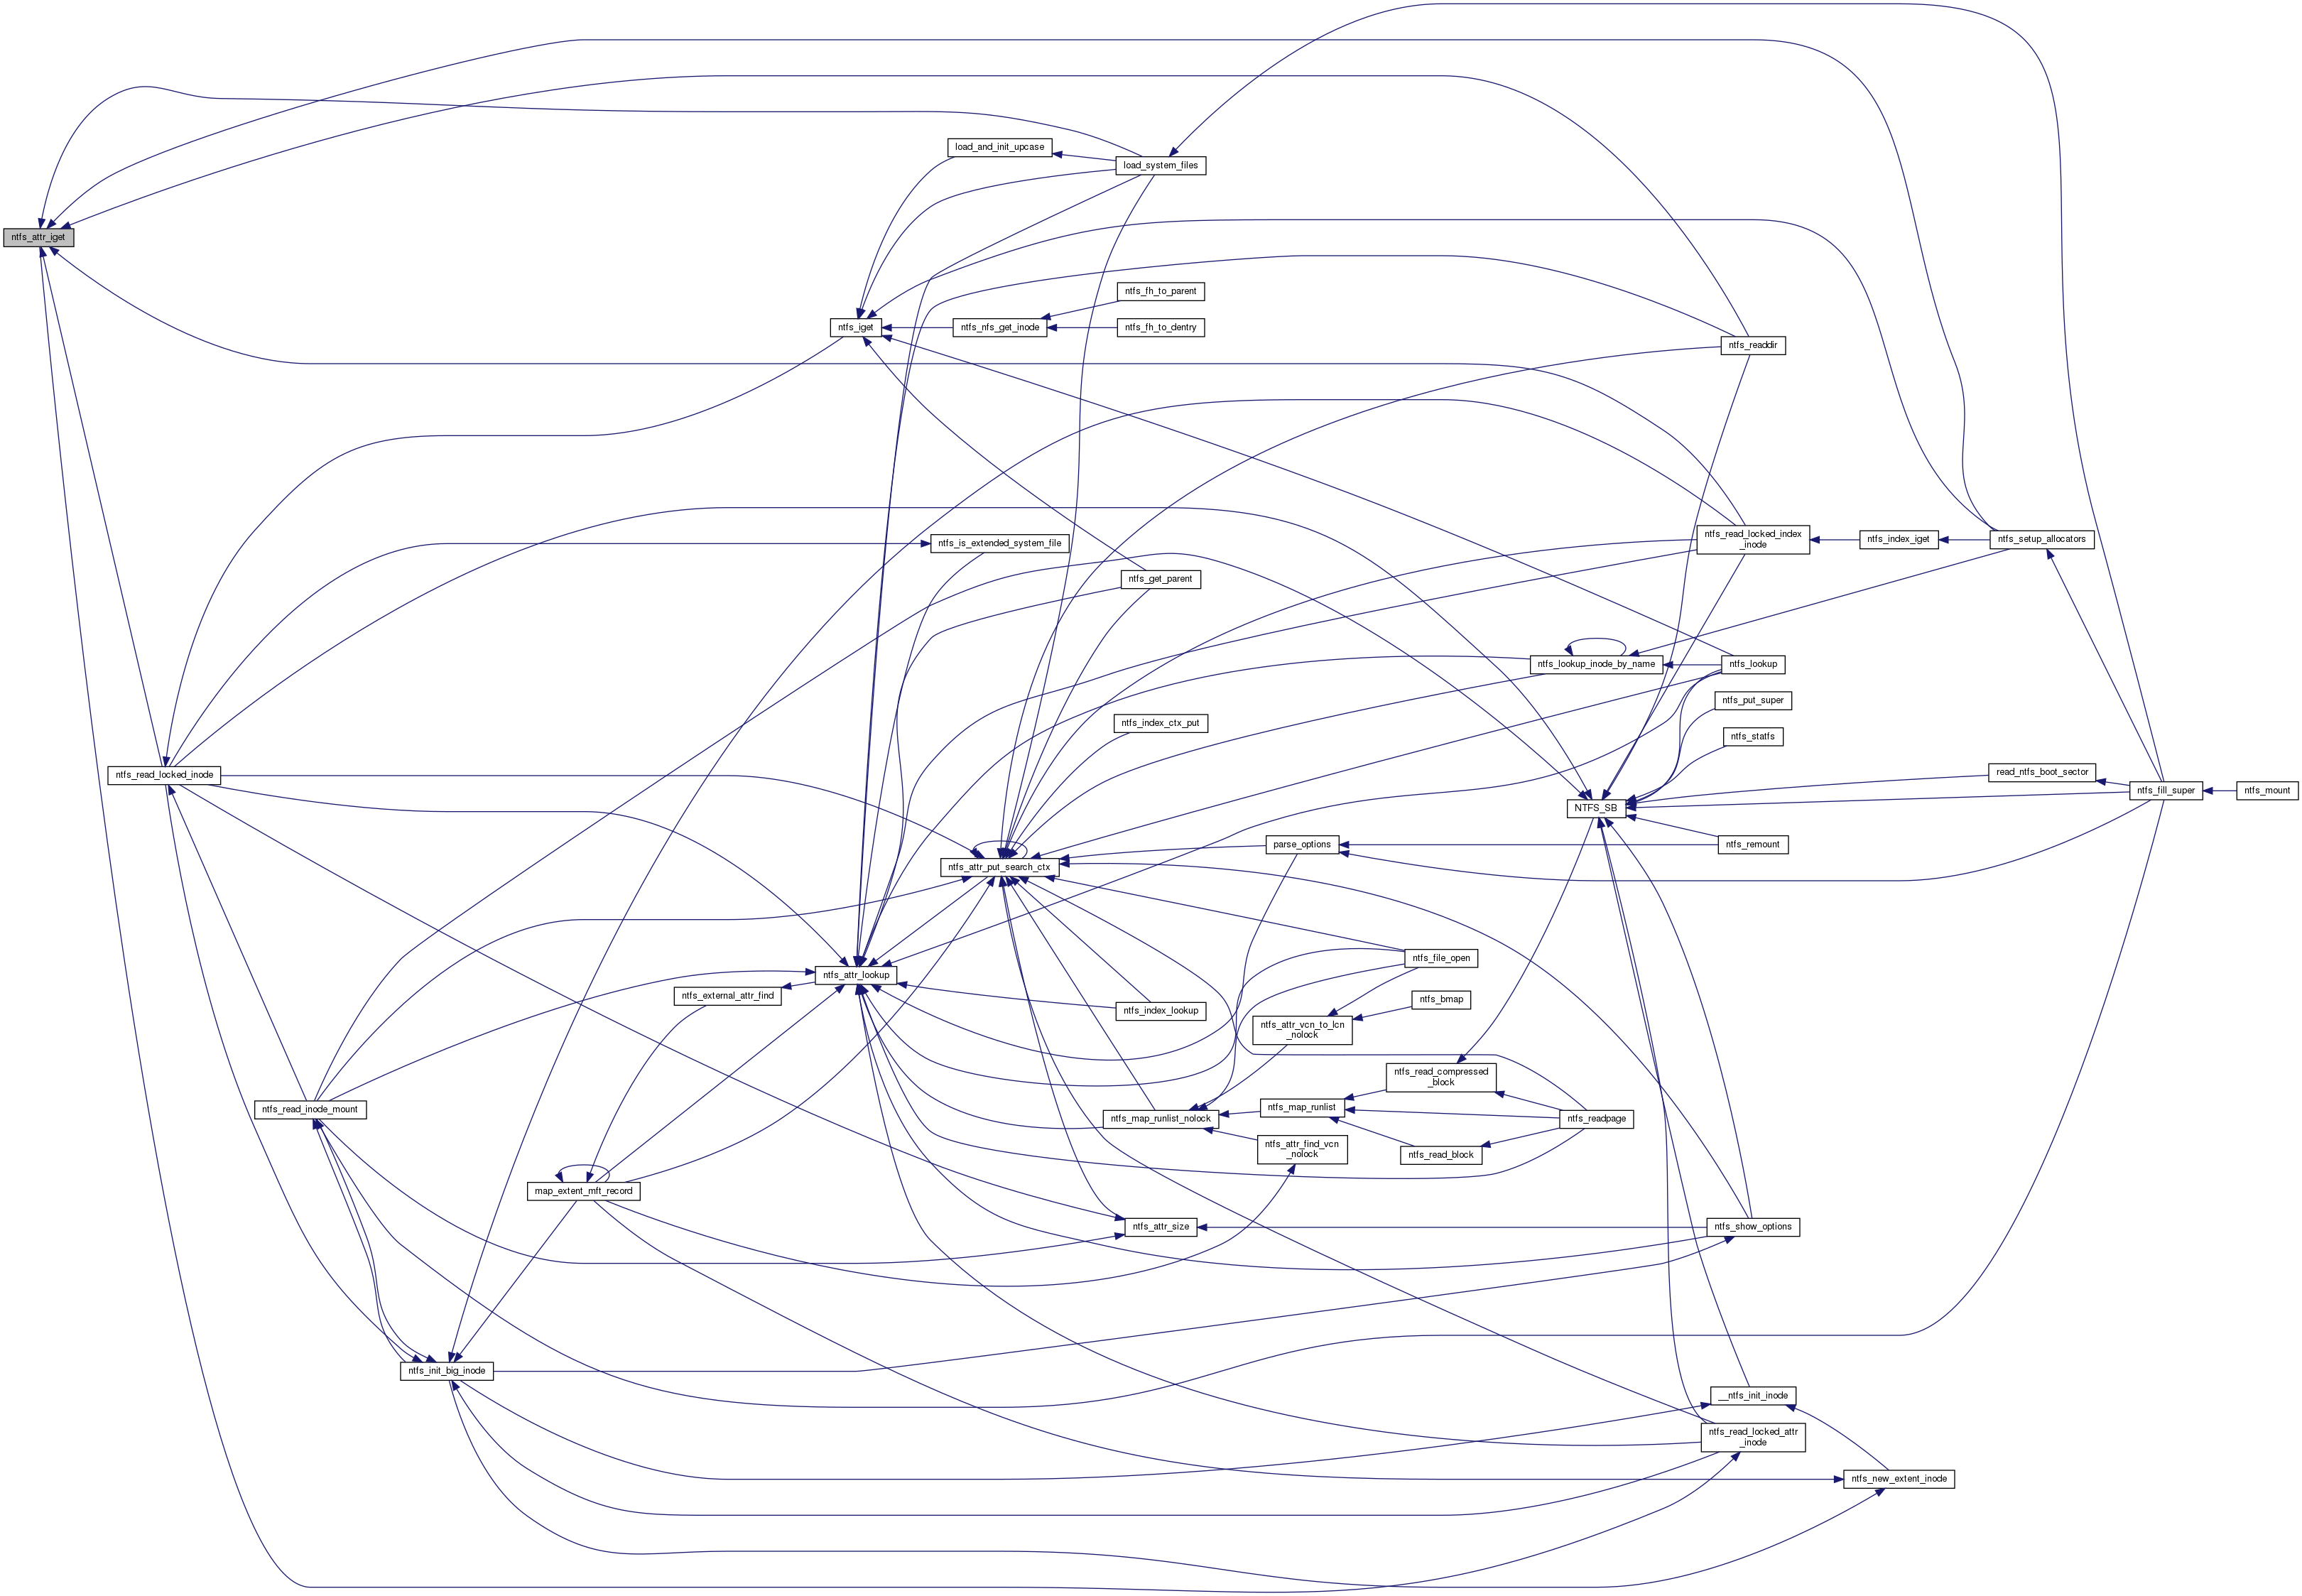 load_and_init_upcase
load_system_files
ntfs_attr_iget
ntfs_fh_to_parent
ntfs_iget
ntfs_nfs_get_inode
ntfs_fh_to_dentry
ntfs_readdir
ntfs_is_extended_system_file
ntfs_read_locked_index
_inode
ntfs_index_iget
ntfs_setup_allocators
ntfs_get_parent
ntfs_lookup_inode_by_name
ntfs_lookup
ntfs_put_super
ntfs_index_ctx_put
ntfs_statfs
ntfs_read_locked_inode
read_ntfs_boot_sector
ntfs_fill_super
ntfs_mount
NTFS_SB
parse_options
ntfs_remount
ntfs_attr_put_search_ctx
ntfs_file_open
ntfs_attr_lookup
ntfs_external_attr_find
ntfs_bmap
ntfs_index_lookup
ntfs_attr_vcn_to_lcn
_nolock
ntfs_read_compressed
_block
ntfs_read_inode_mount
ntfs_map_runlist_nolock
ntfs_map_runlist
ntfs_readpage
ntfs_attr_find_vcn
_nolock
ntfs_read_block
map_extent_mft_record
ntfs_attr_size
ntfs_show_options
ntfs_init_big_inode
__ntfs_init_inode
ntfs_read_locked_attr
_inode
ntfs_new_extent_inode